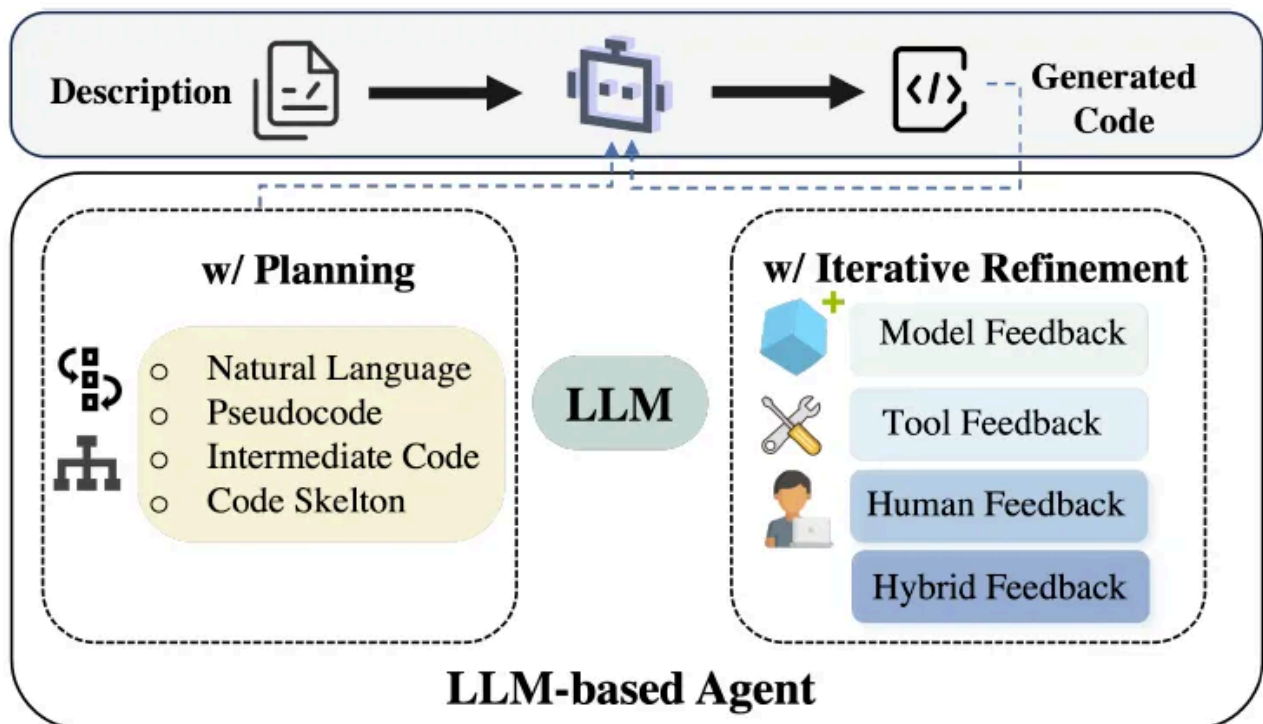 Description
Generated
Code
w/ Planning
Natural Language
Pseudocode
Intermediate Code
Code Skelton
LLM
w/ Iterative Refinement
Model Feedback
Tool Feedback
Human Feedback
Hybrid Feedback
LLM-based Agent